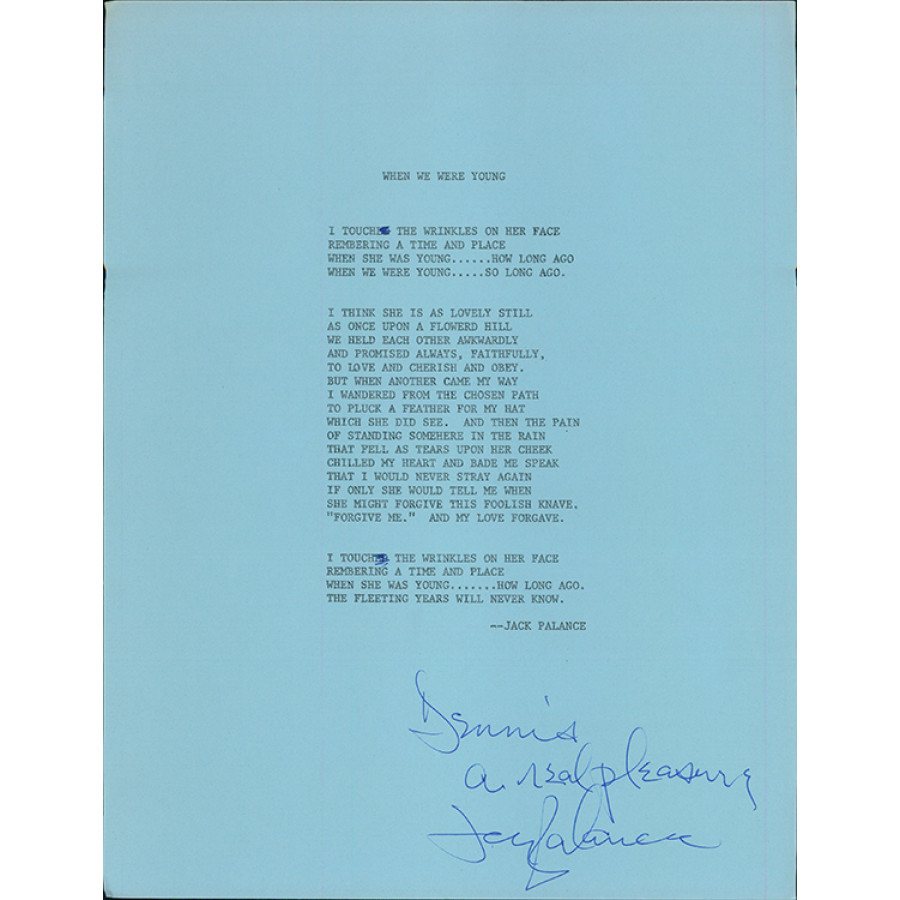 WHEN WE WERE YOUNG
I TOUCH THE WRINKLES ON HER FACE
REMBERING A TIME AND PLACE
WHEN SHE WAS YOUNG......HOW LONG AGO
WHEN WE WERE YOUNG.....SO LONG AGO.
I THINK SHE IS AS LOVELY STILL
AS ONCE UPON A FLOWERD HILL
WE HELD EACH OTHER AWKWARDLY
AND PROMISED ALWAYS, FAITHFULLY,
TO LOVE AND CHERISH AND OBEY.
BUT WHEN ANOTHER CAME MY WAY
I WANDERED FROM THE CHOSEN PATH
TO PLUCK A FEATHER FOR MY HAT
WHICH SHE DID SEE. AND THEN THE PAIN
OF STANDING SOMEHERE IN THE RAIN
THAT FELL AS TEARS UPON HER CHEEK
CHILLED MY HEART AND BADE ME SPEAK
THAT I WOULD NEVER STRAY AGAIN
IF ONLY SHE WOULD TELL ME WHEN
SHE MIGHT FORGIVE THIS FOOLISH KNAVE.
"FORGIVE ME." AND MY LOVE FORGAVE.
I TOUCH THE WRINKLES ON HER FACE
REMBERING A TIME AND PLACE
WHEN SHE WAS YOUNG.......HOW LONG AGO.
THE FLEETING YEARS WILL NEVER KNOW.
--JACK PALANCE
Dennis
a real pleasure
Jack Palance